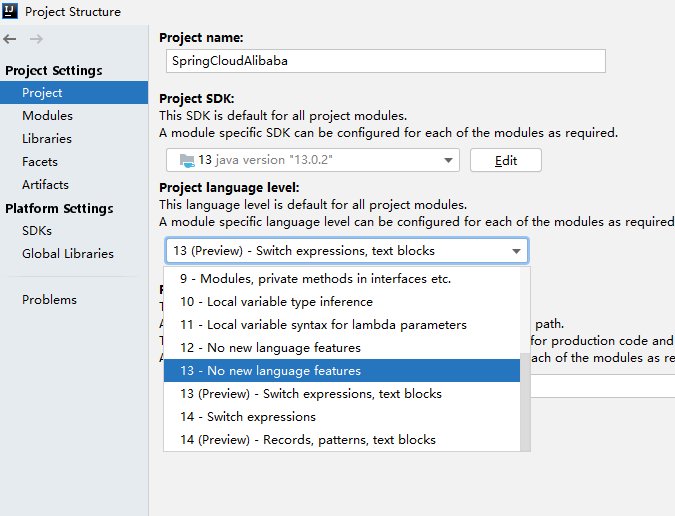 Project Structure
Project Settings
Project
Modules
Libraries
Facets
Artifacts
Platform Settings
SDKs
Global Libraries
Problems
Project name:
SpringCloudAlibaba
Project SDK:
This SDK is default for all project modules.
A module specific SDK can be configured for each of the modules as required.
13 java version "13.0.2"
Edit
Project language level:
This language level is default for all project modules.
A module specific language level can be configured for each of the modules as required
13 (Preview) - Switch expressions, text blocks
9 - Modules, private methods in interfaces etc.
10 - Local variable type inference
11 - Local variable syntax for lambda parameters
12 - No new language features
13 - No new language features
13 (Preview) - Switch expressions, text blocks
14 - Switch expressions
14 (Preview) - Records, patterns, text blocks
path.
for production code and
each of the modules as re